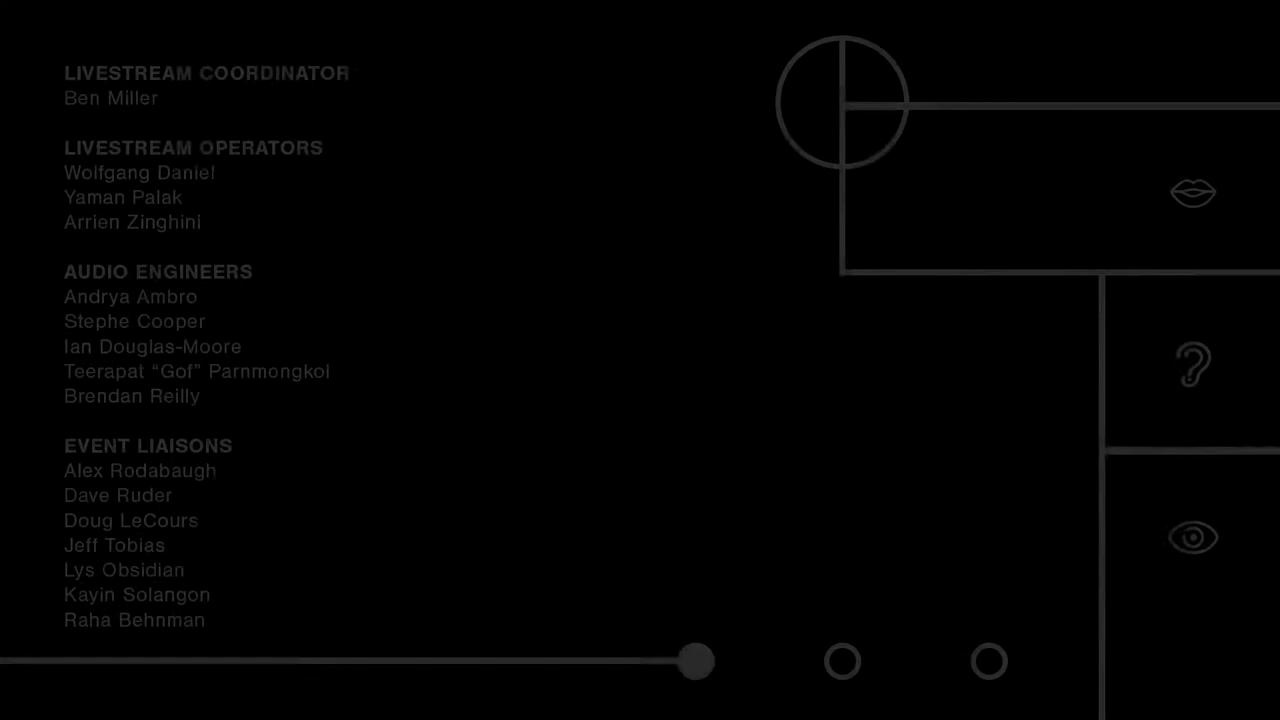 LIVESTREAM COORDINATOR
Ben Miller
LIVESTREAM OPERATORS
Wolfgang Daniel
Yaman Palak
Arrien Zinghini
AUDIO ENGINEERS
Andrya Ambro
Stephe Cooper
Ian Douglas-Moore
Teerapat “Gof” Parnmongkol
Brendan Reilly
EVENT LIAISONS
Alex Rodabaugh
Dave Ruder
Doug LeCours
Jeff Tobias
Lys Obsidian
Kayin Solangon
Raha Behnman